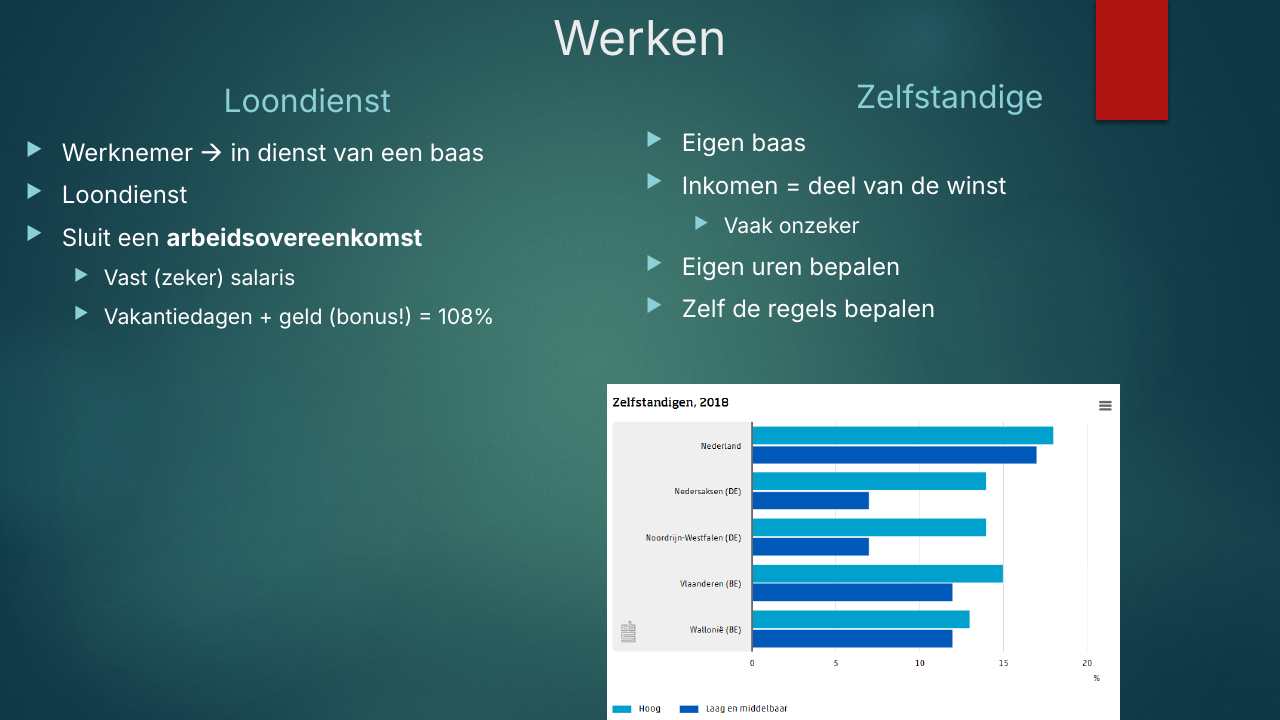 Werken
Loondienst
Werknemer → in dienst van een baas
Loondienst
Sluit een arbeidsovereenkomst
Vast (zeker) salaris
Vakantiedagen + geld (bonus!) = 108%
Zelfstandige
Eigen baas
Inkomen = deel van de winst
Vaak onzeker
Eigen uren bepalen
Zelf de regels bepalen
Zelfstandigen, 2018
Nederland
Nedersaksen (DE)
Noordrijn-Westfalen (DE)
Vlaanderen (BE)
Wallonië (BE)
0 5 10 15 20
%
Hoog Laag en middelbaar